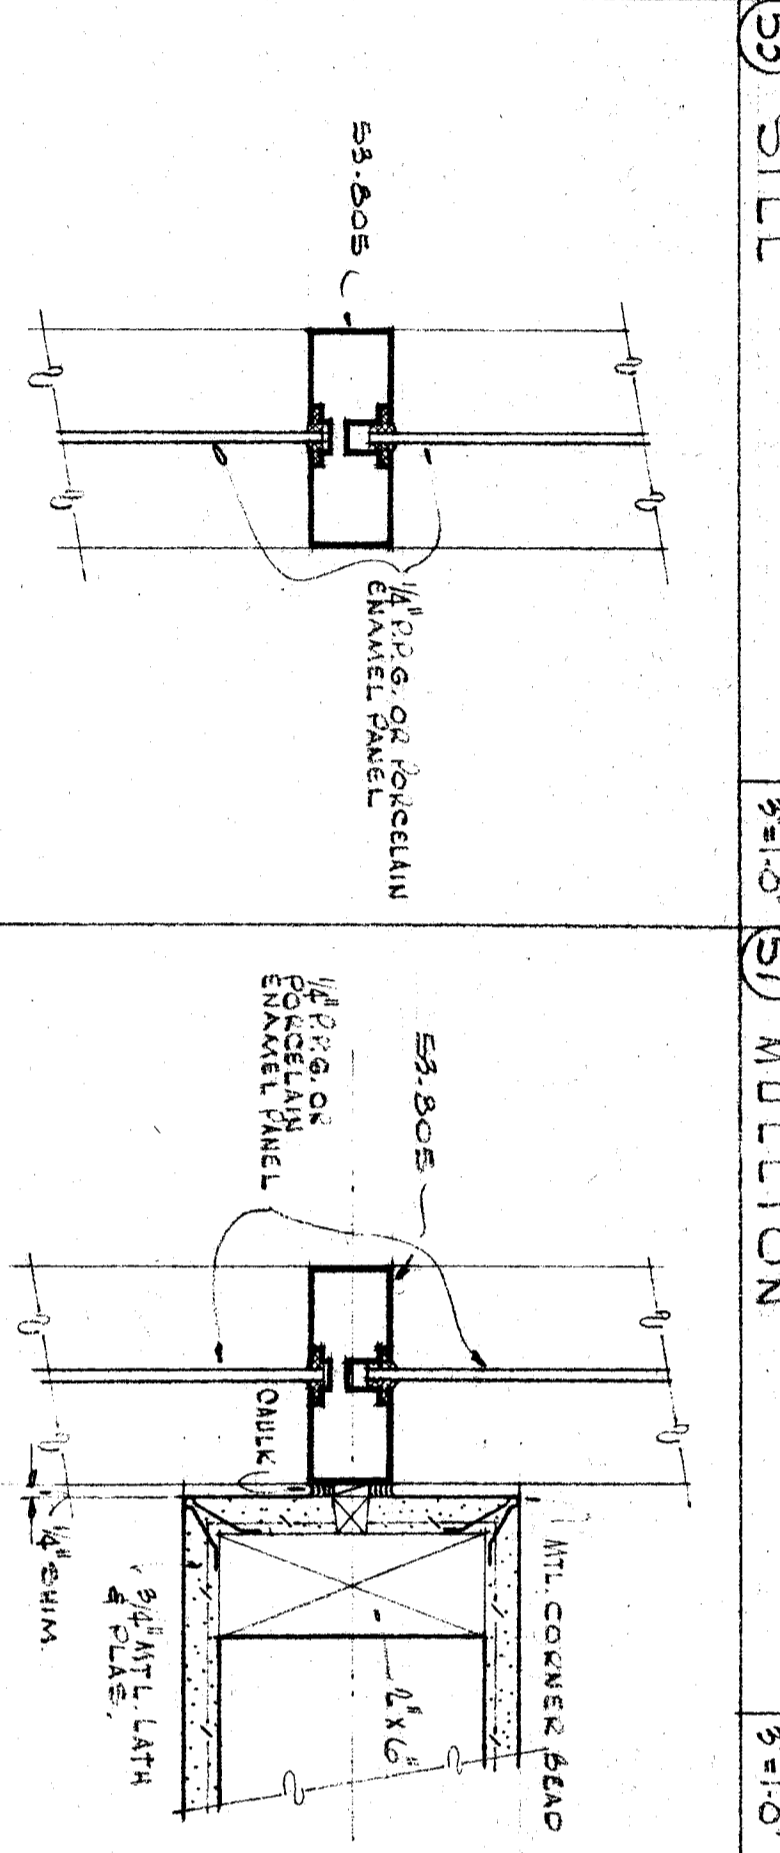 SILL
3"=1'-0"
51 MULLION
3"=1'-0"
53-805
1/4" P.P.G. OR PORCELAIN
ENAMEL PANEL
53-805
1/4" P.P.G. OR
PORCELAIN
ENAMEL PANEL
CAULK
MTL. CORNER BEAD
2"X6"
3/4" MTL. LATH
& PLAS.
1/4" SHIM